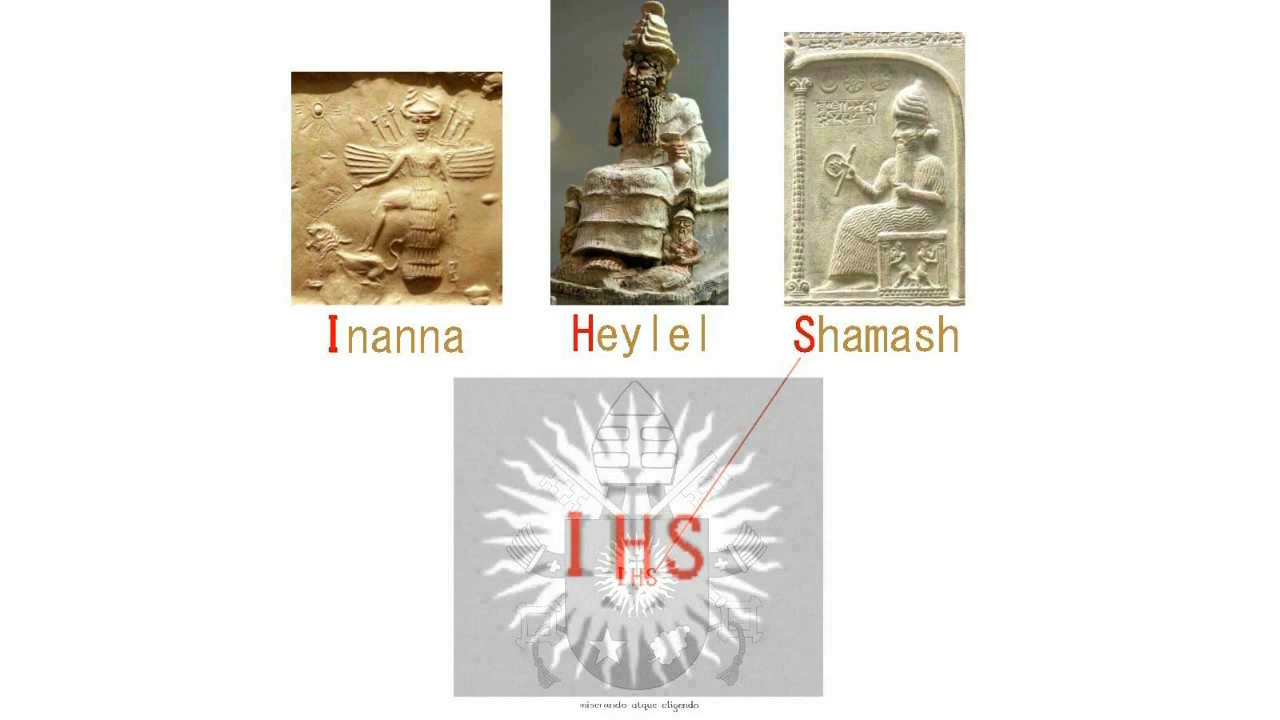 Inanna
Heylel
Shamash
IHS
IHS
miserando atque eligendo